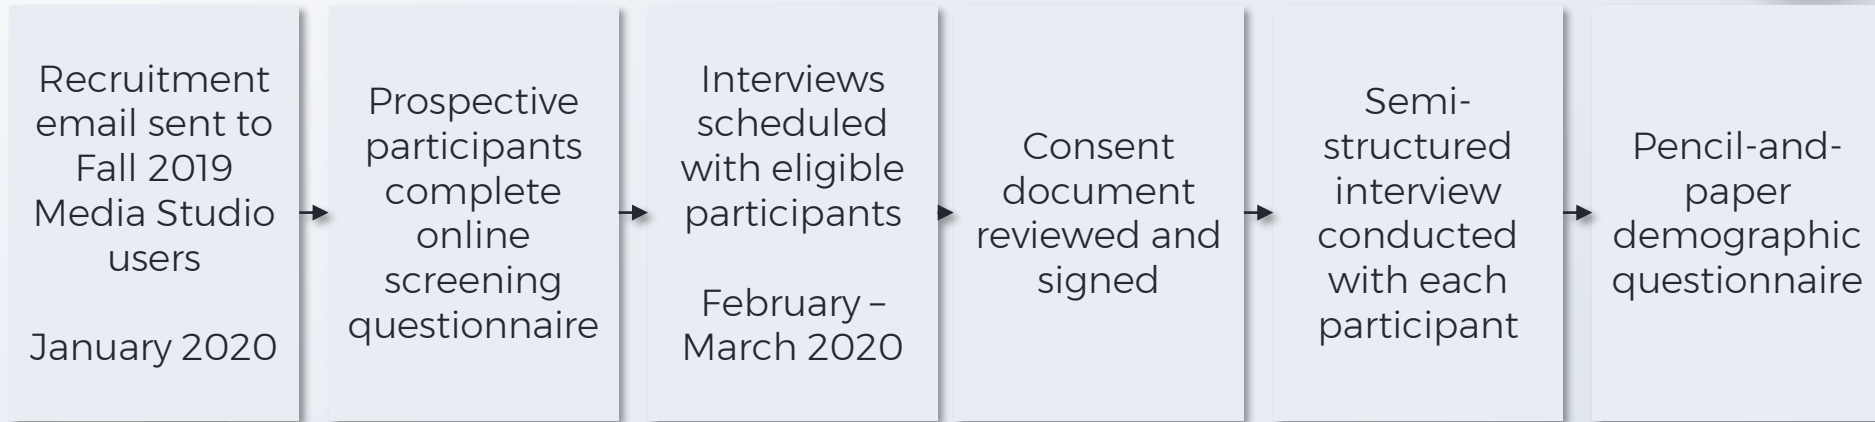 Recruitment
email sent to
Fall 2019
Media Studio
users
January 2020
Prospective
participants
complete
online
screening
questionnaire
Interviews
scheduled
with eligible
participants
February –
March 2020
Consent
document
reviewed and
signed
Semi-
structured
interview
conducted
with each
participant
Pencil-and-
paper
demographic
questionnaire